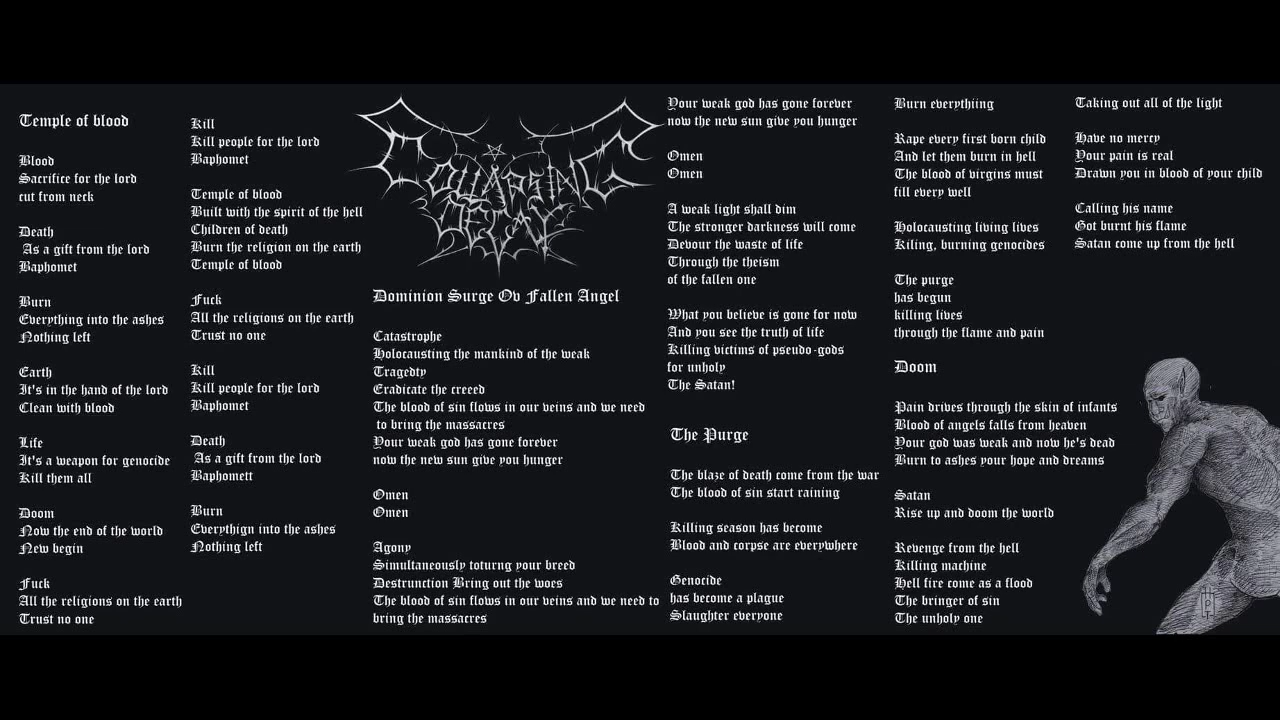 Temple of blood
Blood
Sacrifice for the lord
cut from neck
Death
As a gift from the lord
Baphomet
Burn
Everything into the ashes
Nothing left
Earth
It's in the hand of the lord
Clean with blood
Life
It's a weapon for genocide
Kill them all
Doom
Now the end of the world
New begin
Fuck
All the religions on the earth
Trust no one
Kill
Kill people for the lord
Baphomet
Temple of blood
Built with the spirit of the hell
Children of death
Burn the religion on the earth
Temple of blood
Fuck
All the religions on the earth
Trust no one
Kill
Kill people for the lord
Baphomet
Death
As a gift from the lord
Baphomett
Burn
Everythign into the ashes
Nothing left
Collapsing
Decay
Dominion Surge Ov Fallen Angel
Catastrophe
Holocausting the mankind of the weak
Tragedty
Eradicate the creeed
The blood of sin flows in our veins and we need
to bring the massacres
Your weak god has gone forever
now the new sun give you hunger
Omen
Omen
Agony
Simultaneously toturng your breed
Destrunction Bring out the woes
The blood of sin flows in our veins and we need to
bring the massacres
Your weak god has gone forever
now the new sun give you hunger
Omen
Omen
A weak light shall dim
The stronger darkness will come
Devour the waste of life
Through the theism
of the fallen one
What you believe is gone for now
And you see the truth of life
Killing victims of pseudo-gods
for unholy
The Satan!
The Purge
The blaze of death come from the war
The blood of sin start raining
Killing season has become
Blood and corpse are everywhere
Genocide
has become a plague
Slaughter everyone
Burn everythiing
Rape every first born child
And let them burn in hell
The blood of virgins must
fill every well
Holocausting living lives
Kiling, burning genocides
The purge
has begun
killing lives
through the flame and pain
Doom
Pain drives through the skin of infants
Blood of angels falls from heaven
Your god was weak and now he's dead
Burn to ashes your hope and dreams
Satan
Rise up and doom the world
Revenge from the hell
Killing machine
Hell fire come as a flood
The bringer of sin
The unholy one
Taking out all of the light
Have no mercy
Your pain is real
Drawn you in blood of your child
Calling his name
Got burnt his flame
Satan come up from the hell